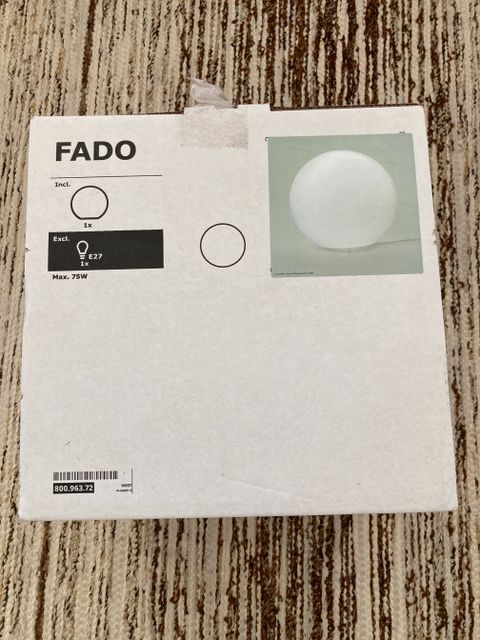 FADO
Incl.
1x
Excl.
E27
1x
Max. 75W
800.963.72